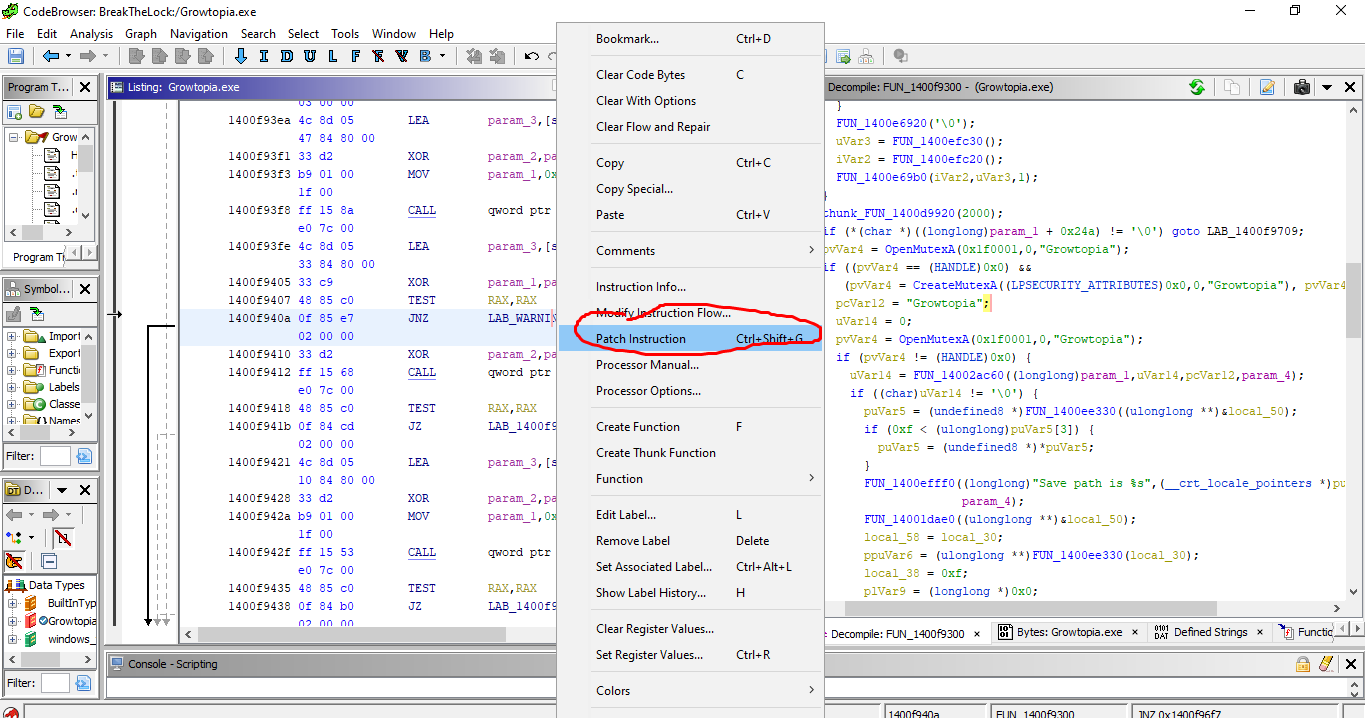 CodeBrowser: BreakTheLock:/Growtopia.exe
File Edit Analysis Graph Navigation Search Select Tools Window Help
I D U L F B
Program T...
Grow
Program T
Symbol...
Import
Export
Functi
Labels
Classe
Names
Filter:
D...
Data Types
BuiltInTyp
Growtopia
windows_
Filter:
Listing: Growtopia.exe
03 00 00
1400f93ea 4c 8d 05 LEA param_3,[s
47 84 80 00
1400f93f1 33 d2 XOR param_2,pa
1400f93f3 b9 01 00 MOV param_1,0x
1f 00
1400f93f8 ff 15 8a CALL qword ptr
e0 7c 00
1400f93fe 4c 8d 05 LEA param_3,[s
33 84 80 00
1400f9405 33 c9 XOR param_1,pa
1400f9407 48 85 c0 TEST RAX,RAX
1400f940a 0f 85 e7 JNZ LAB_WARNIN
02 00 00
1400f9410 33 d2 XOR param_2,pa
1400f9412 ff 15 68 CALL qword ptr
e0 7c 00
1400f9418 48 85 c0 TEST RAX,RAX
1400f941b 0f 84 cd JZ LAB_1400f9
02 00 00
1400f9421 4c 8d 05 LEA param_3,[s
10 84 80 00
1400f9428 33 d2 XOR param_2,pa
1400f942a b9 01 00 MOV param_1,0x
1f 00
1400f942f ff 15 53 CALL qword ptr
e0 7c 00
1400f9435 48 85 c0 TEST RAX,RAX
1400f9438 0f 84 b0 JZ LAB_1400f9
02 00 00
Bookmark... Ctrl+D
Clear Code Bytes C
Clear With Options
Clear Flow and Repair
Copy Ctrl+C
Copy Special...
Paste Ctrl+V
Comments
Instruction Info...
Modify Instruction Flow...
Patch Instruction Ctrl+Shift+G
Processor Manual...
Processor Options...
Create Function F
Create Thunk Function
Function
Edit Label... L
Remove Label Delete
Set Associated Label... Ctrl+Alt+L
Show Label History... H
Clear Register Values...
Set Register Values... Ctrl+R
Colors
Decompile: FUN_1400f9300 - (Growtopia.exe)
}
FUN_1400e6920('\0');
uVar3 = FUN_1400efc30();
iVar2 = FUN_1400efc20();
FUN_1400e69b0(iVar2,uVar3,1);
}
thunk_FUN_1400d9920(2000);
if (*(char *)((longlong)param_1 + 0x24a) != '\0') goto LAB_1400f9709;
pvVar4 = OpenMutexA(0x1f0001,0,"Growtopia");
if ((pvVar4 == (HANDLE)0x0) &&
(pvVar4 = CreateMutexA((LPSECURITY_ATTRIBUTES)0x0,0,"Growtopia"), pvVar4
pcVar12 = "Growtopia";
uVar14 = 0;
pvVar4 = OpenMutexA(0x1f0001,0,"Growtopia");
if (pvVar4 != (HANDLE)0x0) {
uVar14 = FUN_14002ac60((longlong)param_1,uVar14,pcVar12,param_4);
if ((char)uVar14 != '\0') {
puVar5 = (undefined8 *)FUN_1400ee330((ulonglong **)&local_50);
if (0xf < (ulonglong)puVar5[3]) {
puVar5 = (undefined8 *)*puVar5;
}
FUN_1400efff0((longlong)"Save path is %s",(__crt_locale_pointers *)pu
param_4);
FUN_14001dae0((ulonglong **)&local_50);
local_58 = local_30;
ppuVar6 = (ulonglong **)FUN_1400ee330(local_30);
local_38 = 0xf;
plVar9 = (longlong *)0x0;
Decompile: FUN_1400f9300 Bytes: Growtopia.exe Defined Strings Functio
Console - Scripting
1400f940a FUN_1400f9300 JNZ 0x1400f96f7